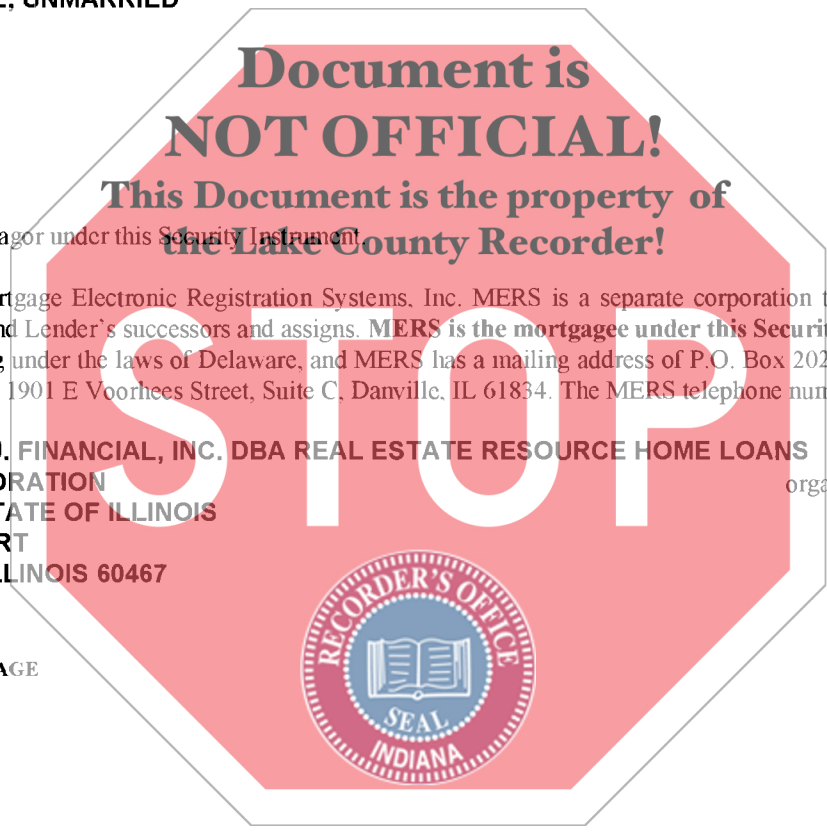 UNMARRIED
Document is
NOT OFFICIAL!
This Document is the property of
the Lake County Recorder!
agor under this Security Instrument.
rtgage Electronic Registration Systems, Inc. MERS is a separate corporation t
nd Lender's successors and assigns. MERS is the mortgagee under this Securit
g under the laws of Delaware, and MERS has a mailing address of P.O. Box 202
1901 E Voorhees Street, Suite C, Danville, IL 61834. The MERS telephone num
STOP
. FINANCIAL, INC. DBA REAL ESTATE RESOURCE HOME LOANS
ORATION orga
TATE OF ILLINOIS
RT
LLINOIS 60467
RECORDER'S OFFICE
SEAL
INDIANA
AGE